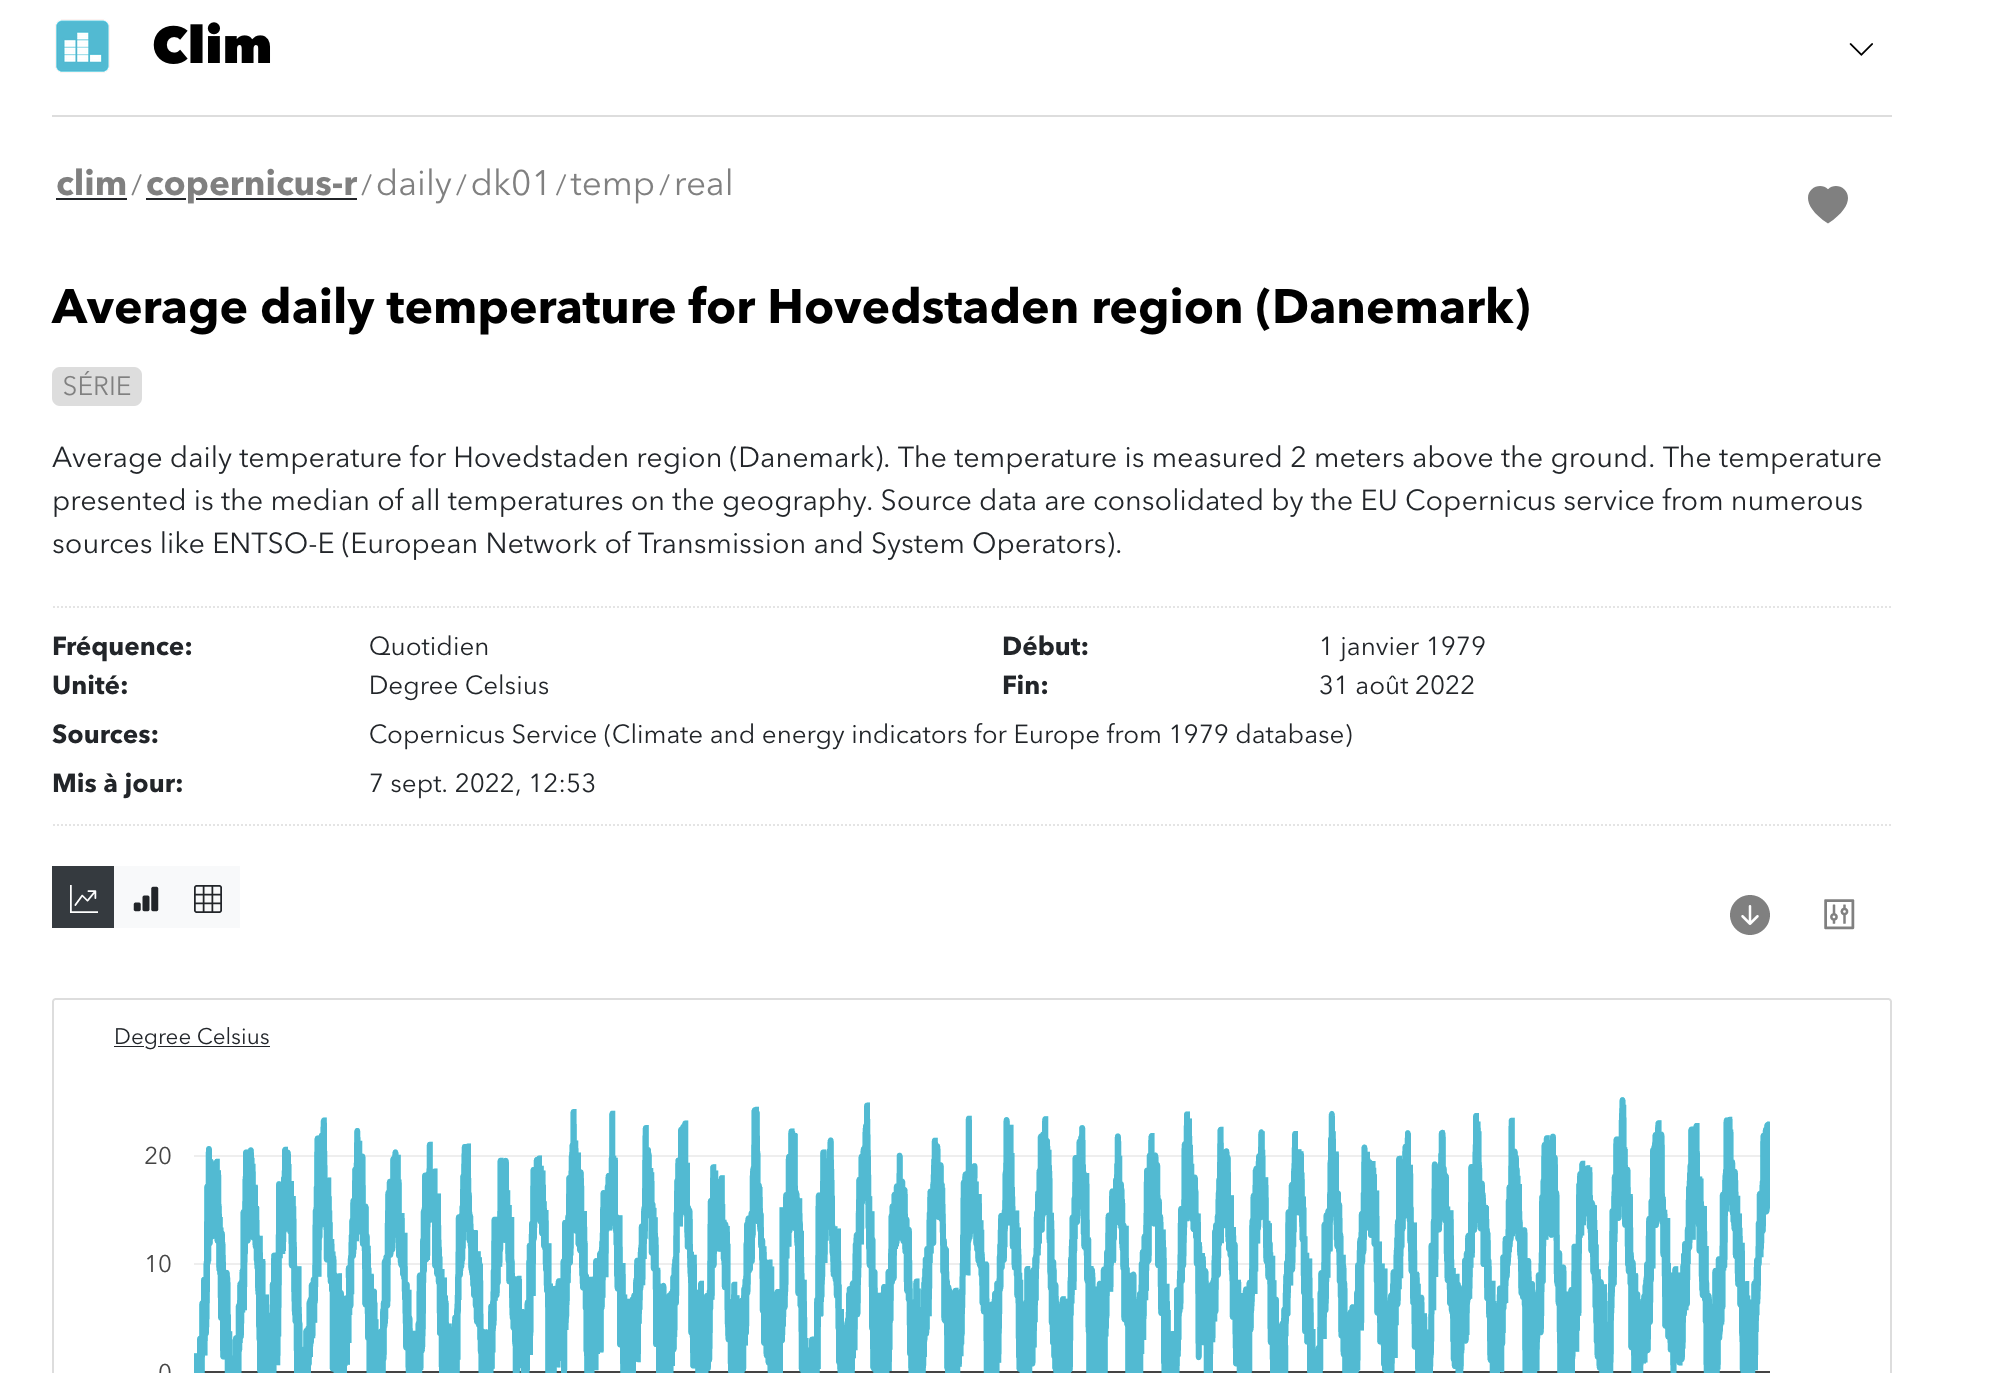 Clim
clim/copernicus-r/daily/dk01/temp/real
Average daily temperature for Hovedstaden region (Danemark)
SÉRIE
Average daily temperature for Hovedstaden region (Danemark). The temperature is measured 2 meters above the ground. The temperature
presented is the median of all temperatures on the geography. Source data are consolidated by the EU Copernicus service from numerous
sources like ENTSO-E (European Network of Transmission and System Operators).
Fréquence: Quotidien Début: 1 janvier 1979
Unité: Degree Celsius Fin: 31 août 2022
Sources: Copernicus Service (Climate and energy indicators for Europe from 1979 database)
Mis à jour: 7 sept. 2022, 12:53
Degree Celsius
20
10
0